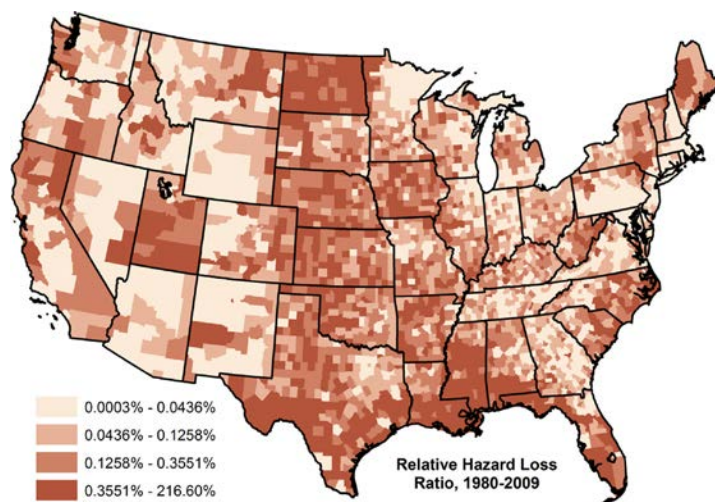 0.0003% - 0.0436%
0.0436% - 0.1258%
0.1258% - 0.3551%
0.3551% - 216.60%
Relative Hazard Loss
Ratio, 1980-2009